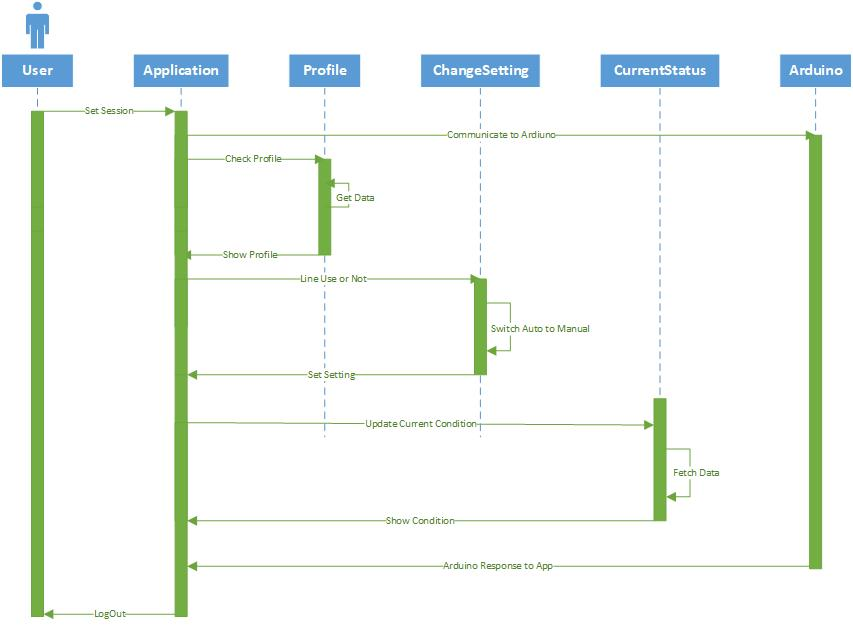 User
Application
Profile
ChangeSetting
CurrentStatus
Arduino
Set Session
Communicate to Ardiuno
Check Profile
Get Data
Show Profile
Line Use or Not
Switch Auto to Manual
Set Setting
Update Current Condition
Fetch Data
Show Condition
Arduino Response to App
LogOut